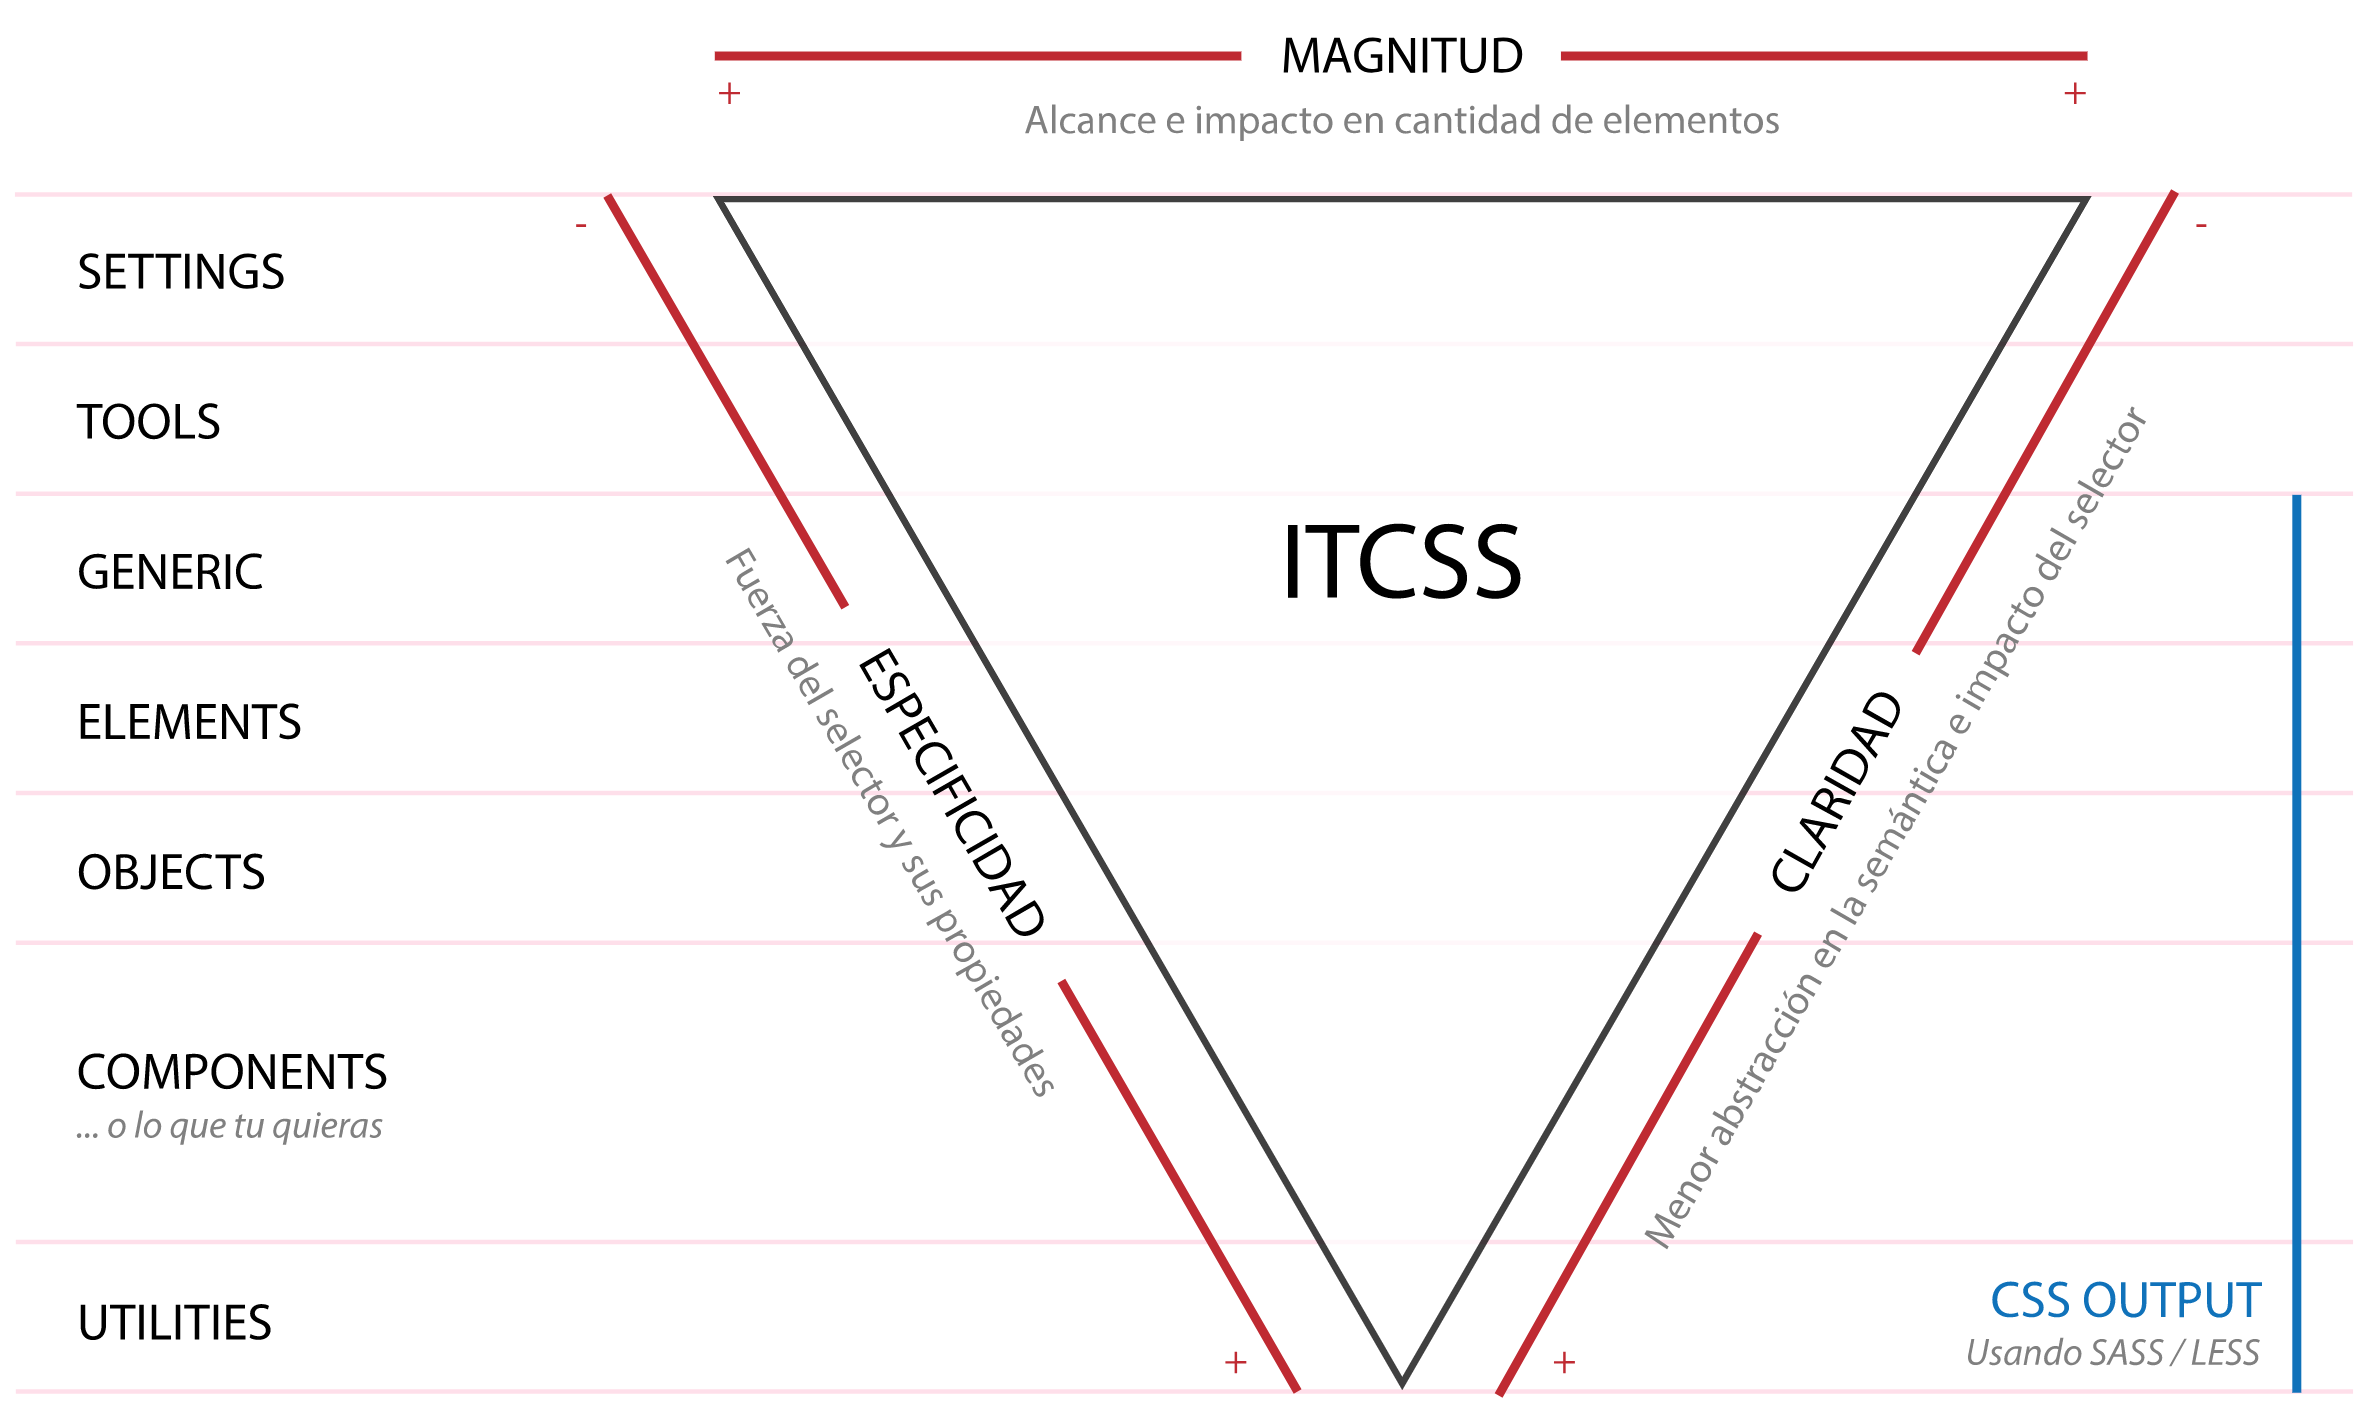 MAGNITUD
+ +
Alcance e impacto en cantidad de elementos
- -
SETTINGS
TOOLS
GENERIC
ELEMENTS
OBJECTS
COMPONENTS
... o lo que tu quieras
UTILITIES
ITCSS
ESPECIFICIDAD
Fuerza del selector y sus propiedades
CLARIDAD
Menor abstracción en la semántica e impacto del selector
+ +
CSS OUTPUT
Usando SASS / LESS